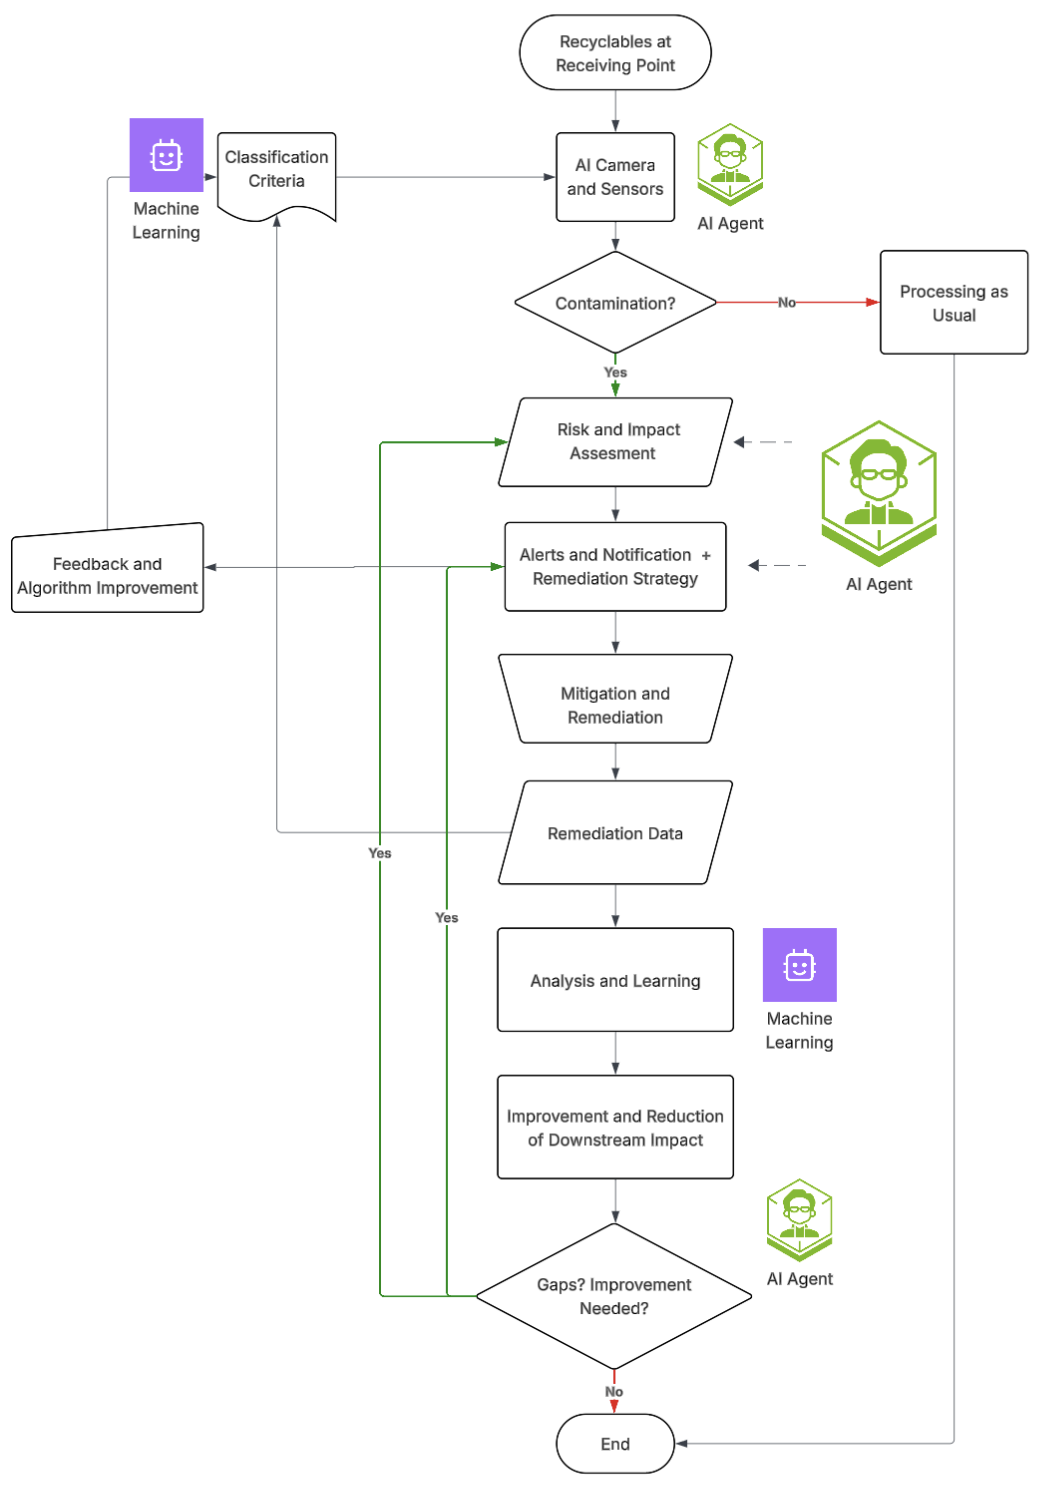 Recyclables at
Receiving Point
Machine
Learning
Classification
Criteria
AI Camera
and Sensors
AI Agent
Contamination?
No
Processing as
Usual
Yes
Risk and Impact
Assesment
Feedback and
Algorithm Improvement
Alerts and Notification +
Remediation Strategy
AI Agent
Mitigation and
Remediation
Remediation Data
Yes
Yes
Analysis and Learning
Machine
Learning
Improvement and Reduction
of Downstream Impact
Gaps? Improvement
Needed?
AI Agent
No
End